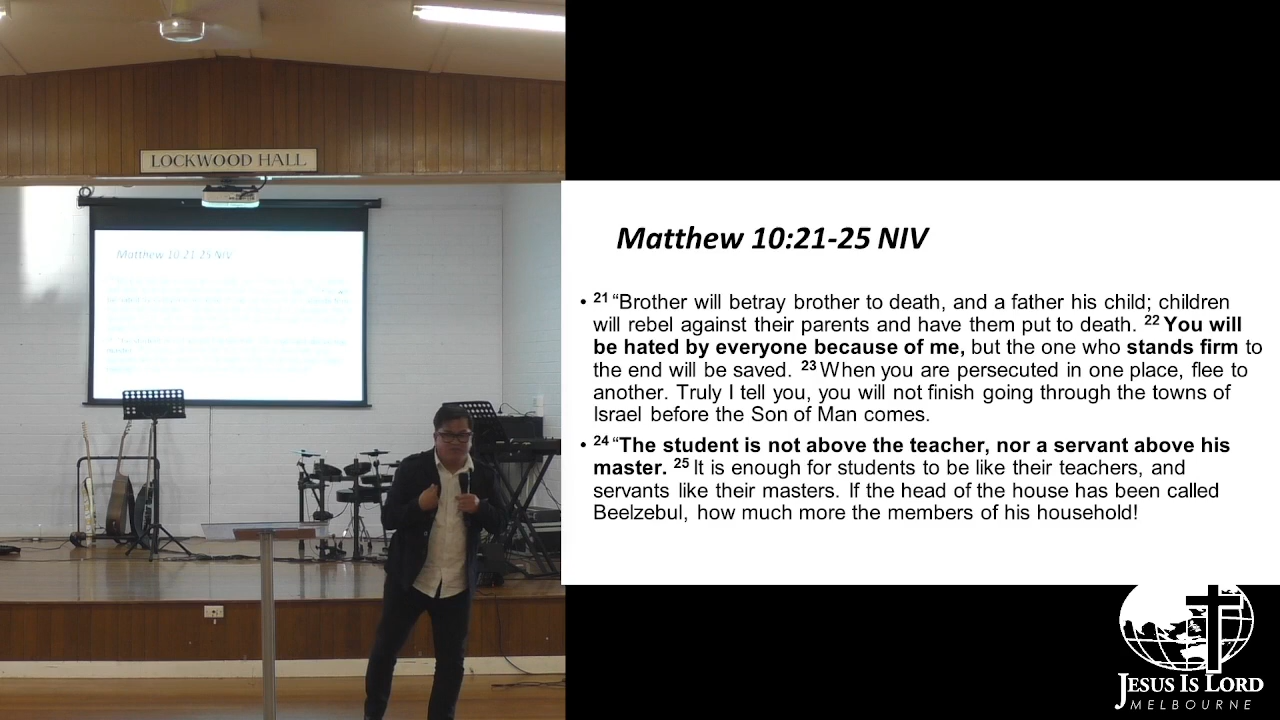 LOCKWOOD HALL
Matthew 10:21-25 NIV
Matthew 10:21-25 NIV
• 21 “Brother will betray brother to death, and a father his child; children
will rebel against their parents and have them put to death. 22 You will
be hated by everyone because of me, but the one who stands firm to
the end will be saved. 23 When you are persecuted in one place, flee to
another. Truly I tell you, you will not finish going through the towns of
Israel before the Son of Man comes.
• 24 “The student is not above the teacher, nor a servant above his
master. 25 It is enough for students to be like their teachers, and
servants like their masters. If the head of the house has been called
Beelzebul, how much more the members of his household!
JESUS IS LORD
MELBOURNE